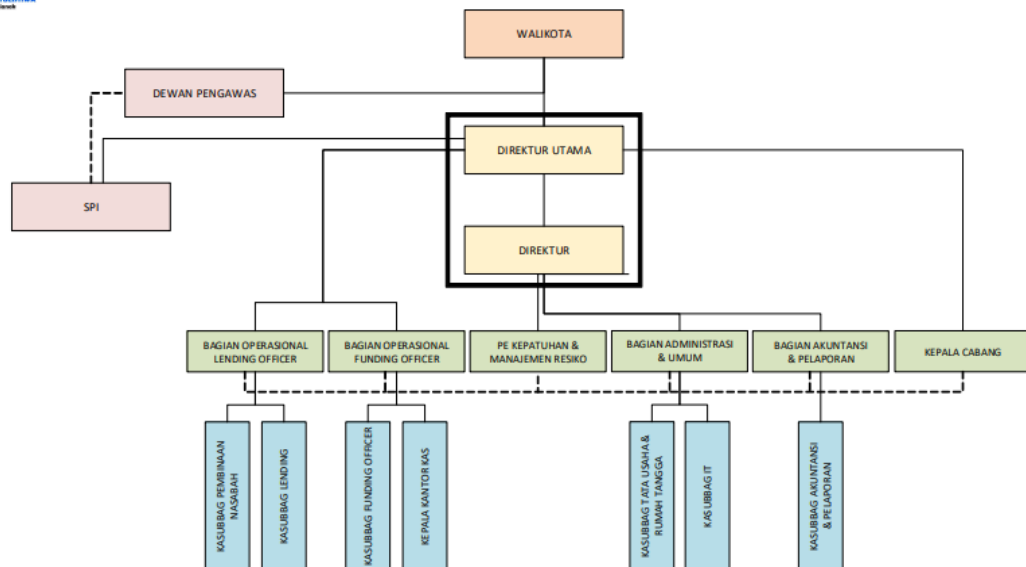 WALIKOTA
DEWAN PENGAWAS
DIREKTUR UTAMA
SPI
DIREKTUR
BAGIAN OPERASIONAL
LENDING OFFICER
BAGIAN OPERASIONAL
FUNDING OFFICER
PE KEPATUHAN &
MANAJEMEN RESIKO
BAGIAN ADMINISTRASI
& UMUM
BAGIAN AKUNTANSI
& PELAPORAN
KEPALA CABANG
KASUBBAG PEMBINAAN
NASABAH
KASUBBAG LENDING
KASUBBAG FUNDING OFFICER
KEPALA KANTOR KAS
KASUBBAG TATA USAHA &
RUMAH TANGGA
KASUBBAG IT
KASUBBAG AKUNTANSI
& PELAPORAN